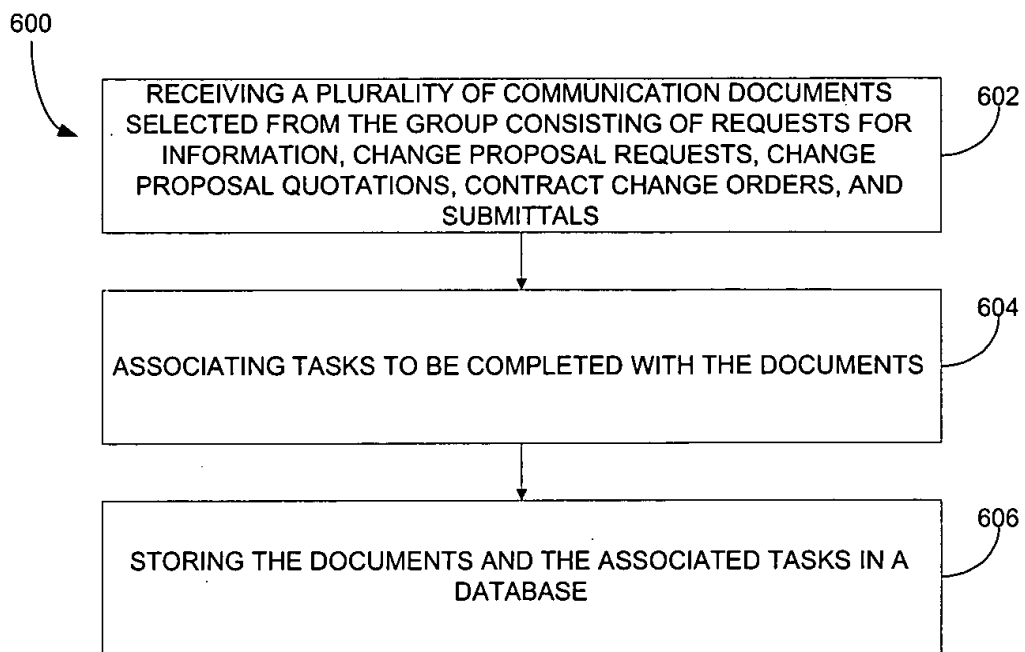 600
RECEIVING A PLURALITY OF COMMUNICATION DOCUMENTS
SELECTED FROM THE GROUP CONSISTING OF REQUESTS FOR
INFORMATION, CHANGE PROPOSAL REQUESTS, CHANGE
PROPOSAL QUOTATIONS, CONTRACT CHANGE ORDERS, AND
SUBMITTALS
602
ASSOCIATING TASKS TO BE COMPLETED WITH THE DOCUMENTS
604
STORING THE DOCUMENTS AND THE ASSOCIATED TASKS IN A
DATABASE
606